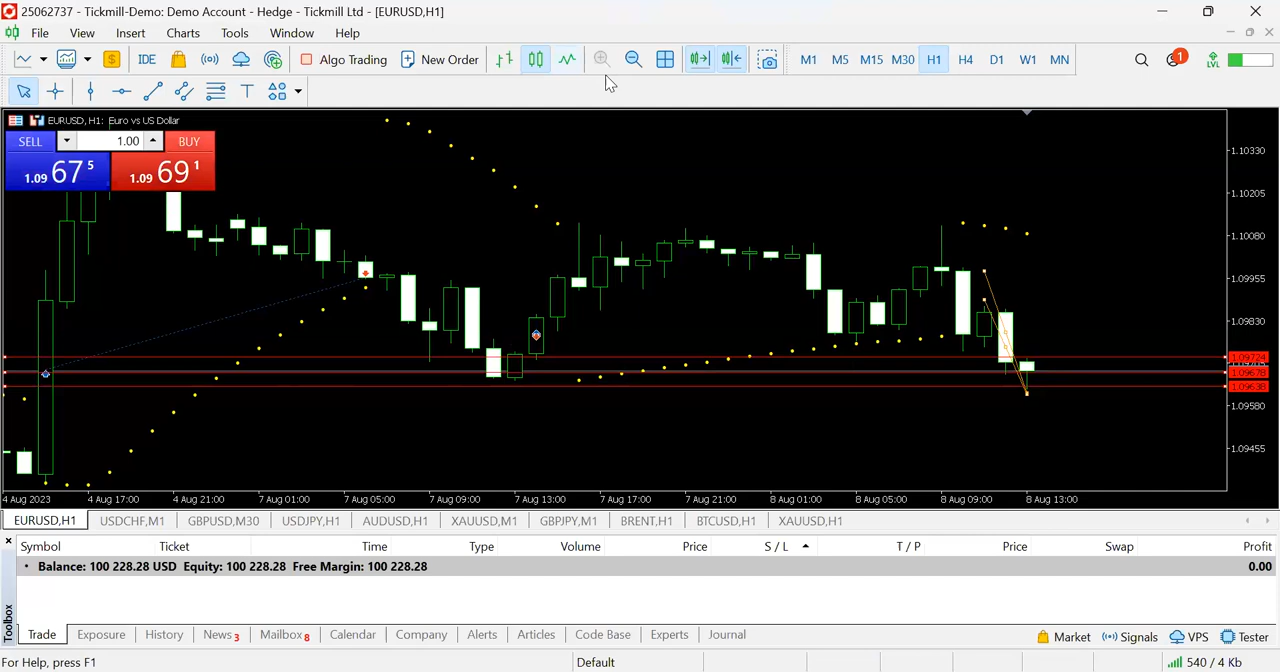 25062737 - Tickmill-Demo: Demo Account - Hedge - Tickmill Ltd - [EURUSD,H1]
File View Insert Charts Tools Window Help
IDE Algo Trading New Order M1 M5 M15 M30 H1 H4 D1 W1 MN 1 LVL
T
EURUSD, H1: Euro vs US Dollar
SELL 1.00 BUY
1.09 67 5 1.09 69 1
1.10330
1.10205
1.10080
1.09955
1.09830
1.09724
1.09678
1.09638
1.09580
1.09455
4 Aug 2023 4 Aug 17:00 4 Aug 21:00 7 Aug 01:00 7 Aug 05:00 7 Aug 09:00 7 Aug 13:00 7 Aug 17:00 7 Aug 21:00 8 Aug 01:00 8 Aug 05:00 8 Aug 09:00 8 Aug 13:00
EURUSD,H1 USDCHF,M1 GBPUSD,M30 USDJPY,H1 AUDUSD,H1 XAUUSD,M1 GBPJPY,M1 BRENT,H1 BTCUSD,H1 XAUUSD,H1
Symbol Ticket Time Type Volume Price S / L T / P Price Swap Profit
Balance: 100 228.28 USD Equity: 100 228.28 Free Margin: 100 228.28 0.00
Toolbox
Trade Exposure History News 3 Mailbox 8 Calendar Company Alerts Articles Code Base Experts Journal Market Signals VPS Tester
For Help, press F1 Default 540 / 4 Kb